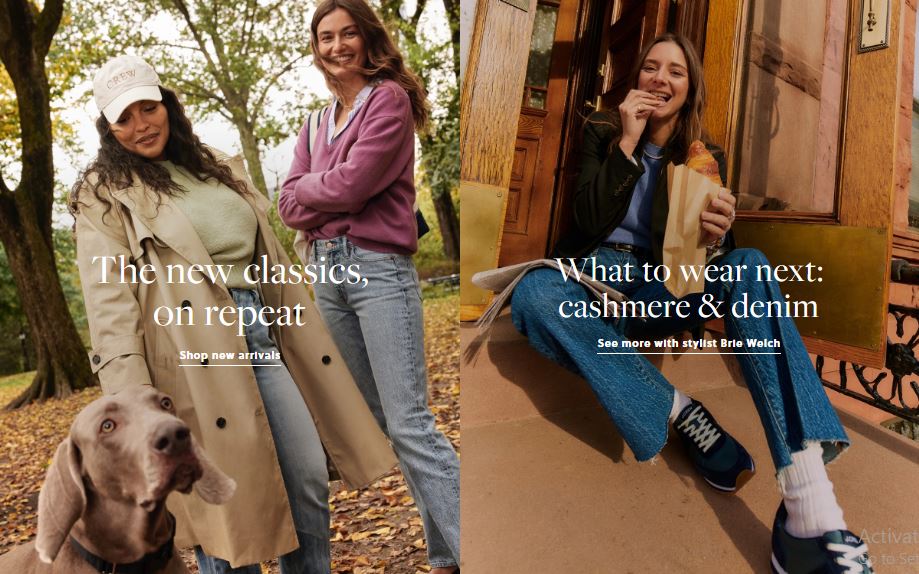 CREW
The new classics,
on repeat
Shop new arrivals
What to wear next:
cashmere & denim
See more with stylist Brie Welch
Activat
Go to Set